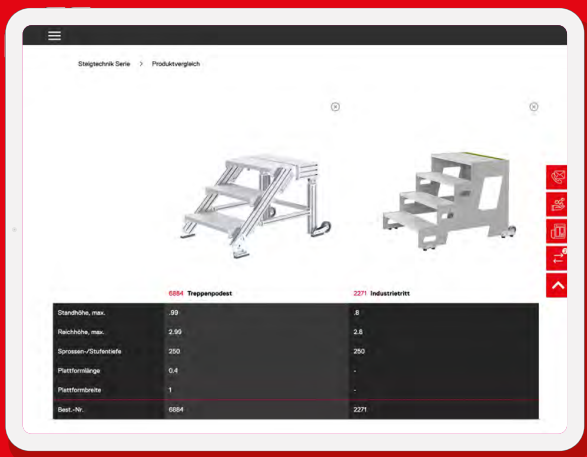 Steigtechnik Serie > Produktvergleich
6884 Treppenpodest 2271 Industrietritt
Standhöhe, max. .99 .8
Reichhöhe, max. 2.99 2.8
Sprossen-/Stufentiefe 250 250
Plattformlänge 0.4 -
Plattformbreite 1 -
Best.-Nr. 6884 2271